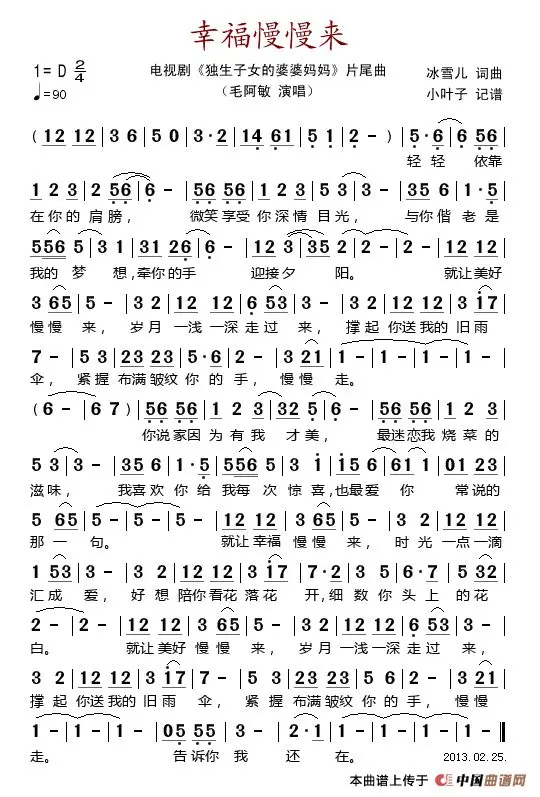 幸福慢慢来
1=D 2/4
电视剧《独生子女的婆婆妈妈》片尾曲
冰雪儿 词曲
♩=90
（毛阿敏 演唱）
小叶子 记谱
( 12 12 | 3 6 | 5 0 | 3·2 | 14 61 | 5 1 | 2 - ) | 5·6 | 6 56 |
轻 轻 依靠
1 2 3 | 2 56 | 6 - | 56 56 | 1 2 3 | 5 3 | 3 - | 35 6 | 1·5 |
在你的 肩膀， 微笑享受你深情 目光， 与你偕 老是
556 5 | 3 1 | 31 26 | 6 - | 12 3 | 35 2 | 2 - | 12 12 |
我的 梦 想，牵你的手 迎接夕 阳。 就让美好
3 65 | 5 - | 3 2 | 12 12 | 12 12 | 6 53 | 3 - | 3 2 | 12 12 | 3 17 |
慢慢 来， 岁月一浅一深走过 来， 撑起你送我的 旧雨
7 - | 5 3 | 23 23 | 5·6 | 2 - | 3 21 | 1 - | 1 - | 1 - | 1 - |
伞， 紧握布满皱纹你的 手，慢慢 走。
( 6 - | 6 7 ) | 56 56 | 1 2 3 | 32 5 | 6 - | 56 56 | 1 2 3 |
你说家因为有我 才美， 最迷恋我烧菜的
5 3 | 3 - | 35 6 | 1·5 | 556 5 | 3 1 | 15 6 | 61 1 | 01 23 |
滋味， 我喜欢 你 给我每 次 惊喜，也最爱 你 常说的
5 65 | 5 - | 5 - | 5 - | 12 12 | 3 65 | 5 - | 3 2 | 12 12 |
那 一 句。 就让幸福 慢慢 来， 时光一点一滴
1 53 | 3 - | 3 2 | 12 12 | 3 17 | 7·2 | 3 5 | 6·7 | 5 32 |
汇成 爱， 好想陪你看花落花 开，细数你头 上的花
2 - | 2 - | 12 12 | 3 65 | 5 - | 3 2 | 12 12 | 6 53 | 3 - |
白。 就让美好慢慢 来， 岁月一浅一深走过 来，
3 2 | 12 12 | 3 17 | 7 - | 5 3 | 23 23 | 5·6 | 2 - | 3 21 |
撑起你送我的旧雨 伞， 紧握布满皱纹你的 手， 慢慢
1 - | 1 - | 1 - | 1 - | 05 55 | 3 - | 3 - | 1 - | 1 - ‖
走。 告诉你 我 还 在。
2013.02.25.
本曲谱上传于 中国曲谱网